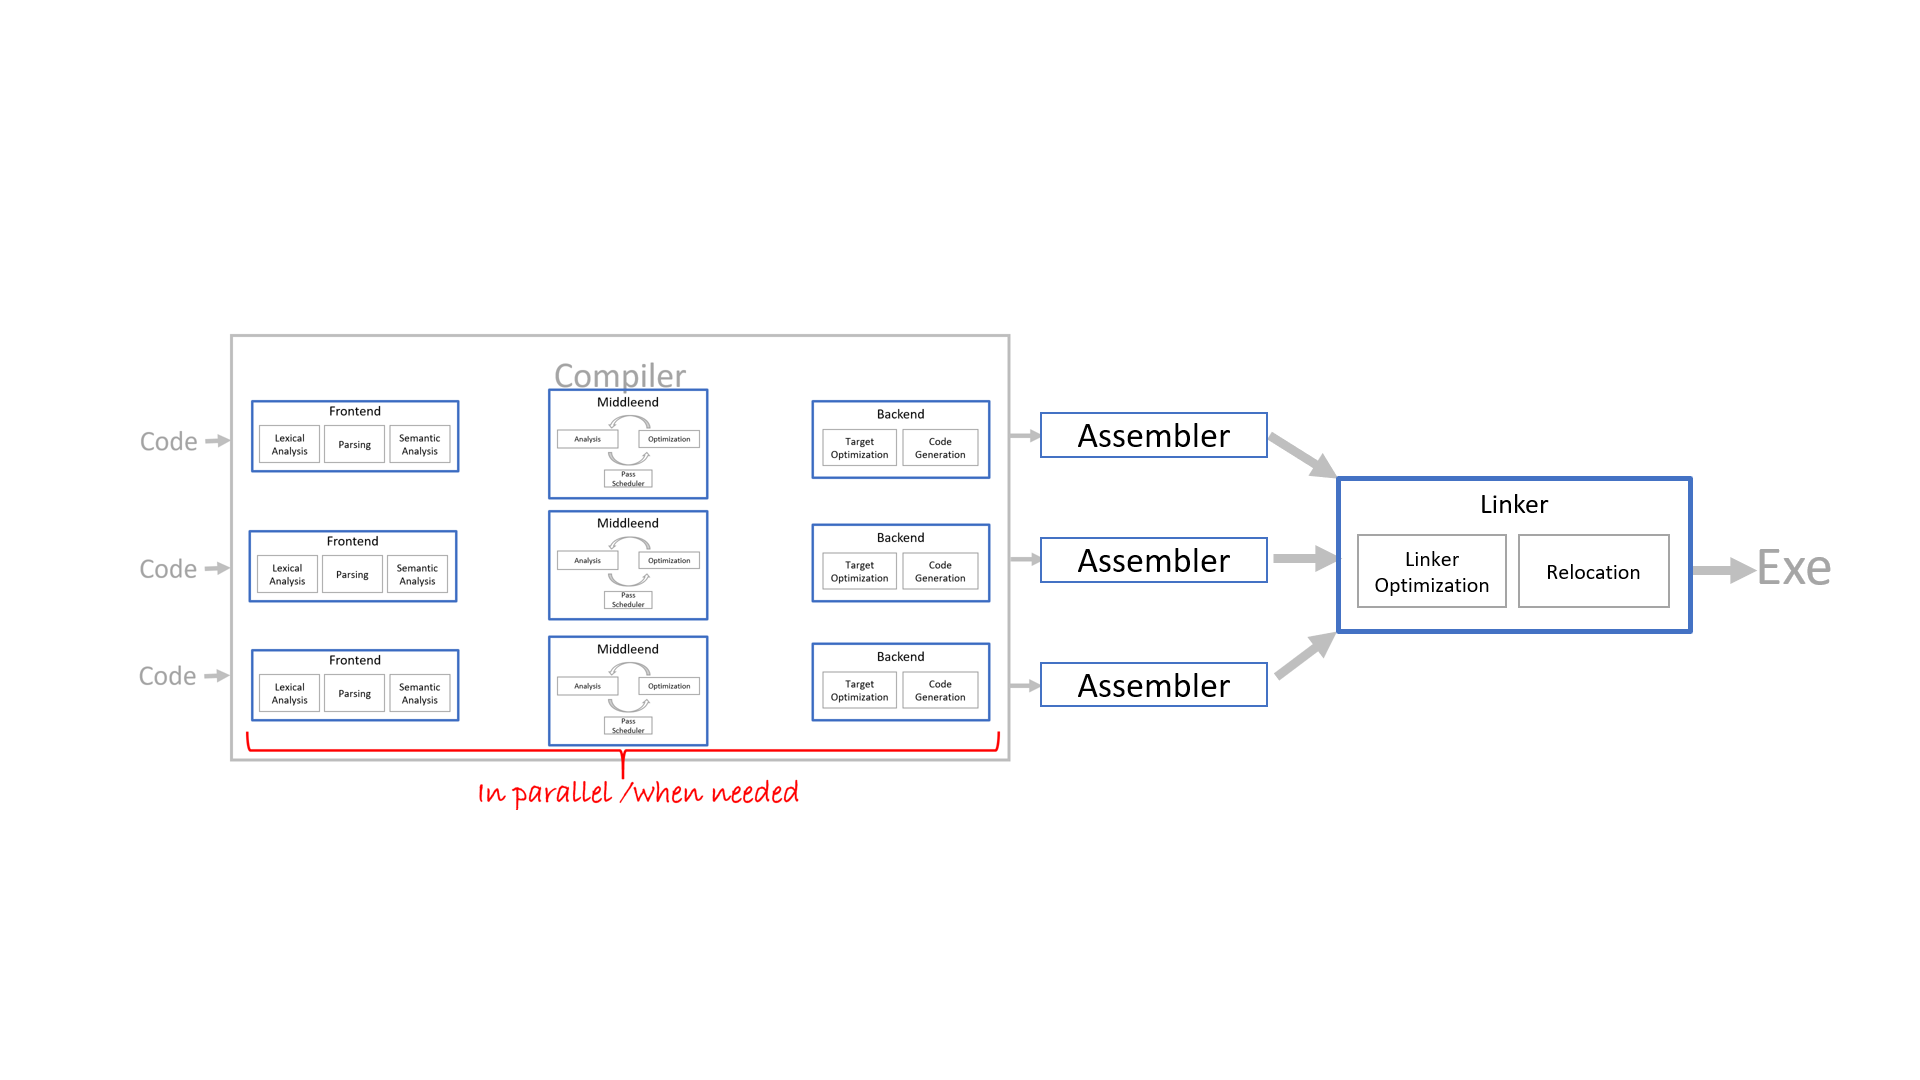 Compiler
Code
Frontend
Lexical
Analysis
Parsing
Semantic
Analysis
Middleend
Analysis
Optimization
Pass
Scheduler
Backend
Target
Optimization
Code
Generation
Assembler
Code
Frontend
Lexical
Analysis
Parsing
Semantic
Analysis
Middleend
Analysis
Optimization
Pass
Scheduler
Backend
Target
Optimization
Code
Generation
Assembler
Code
Frontend
Lexical
Analysis
Parsing
Semantic
Analysis
Middleend
Analysis
Optimization
Pass
Scheduler
Backend
Target
Optimization
Code
Generation
Assembler
Linker
Linker
Optimization
Relocation
Exe
In parallel /when needed